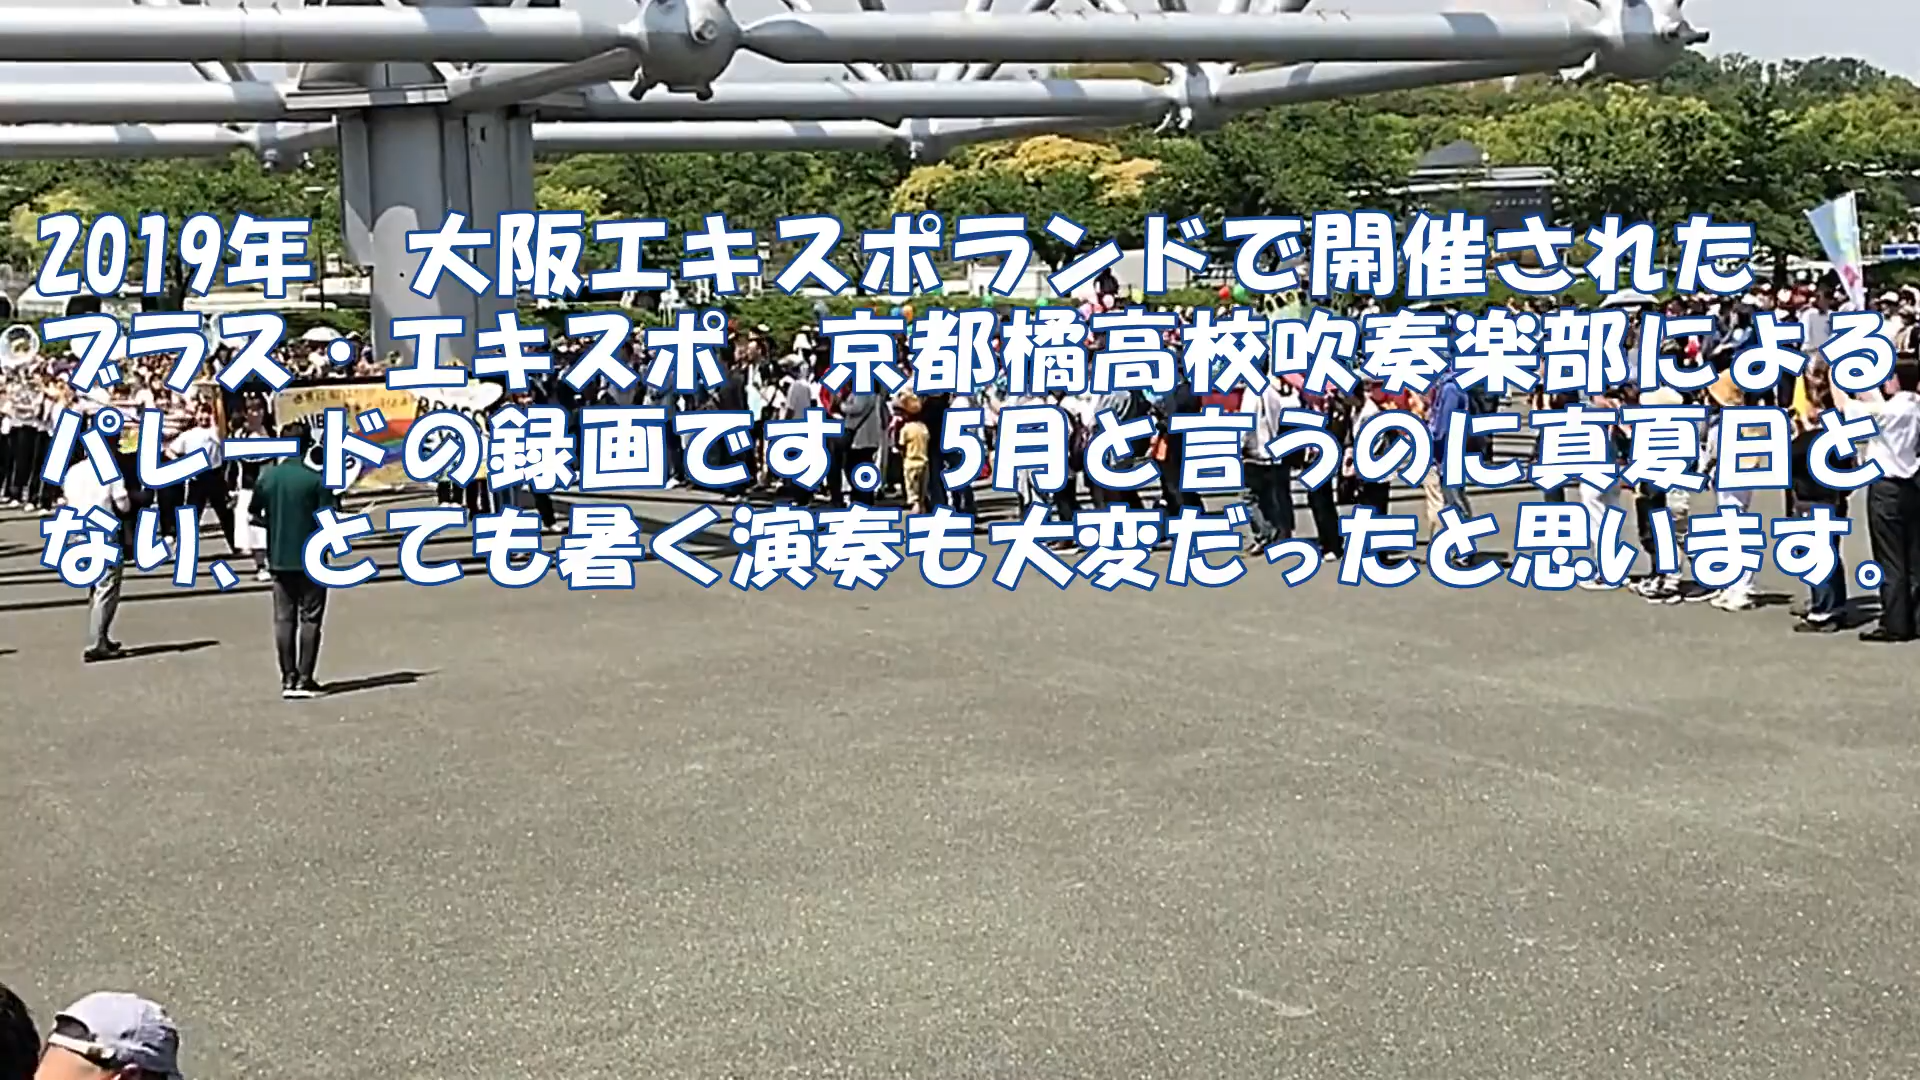 2019年　大阪エキスポランドで開催された
ブラス・エキスポ　京都橘高校吹奏楽部による
パレードの録画です。5月と言うのに真夏日と
なり、とても暑く演奏も大変だったと思います。